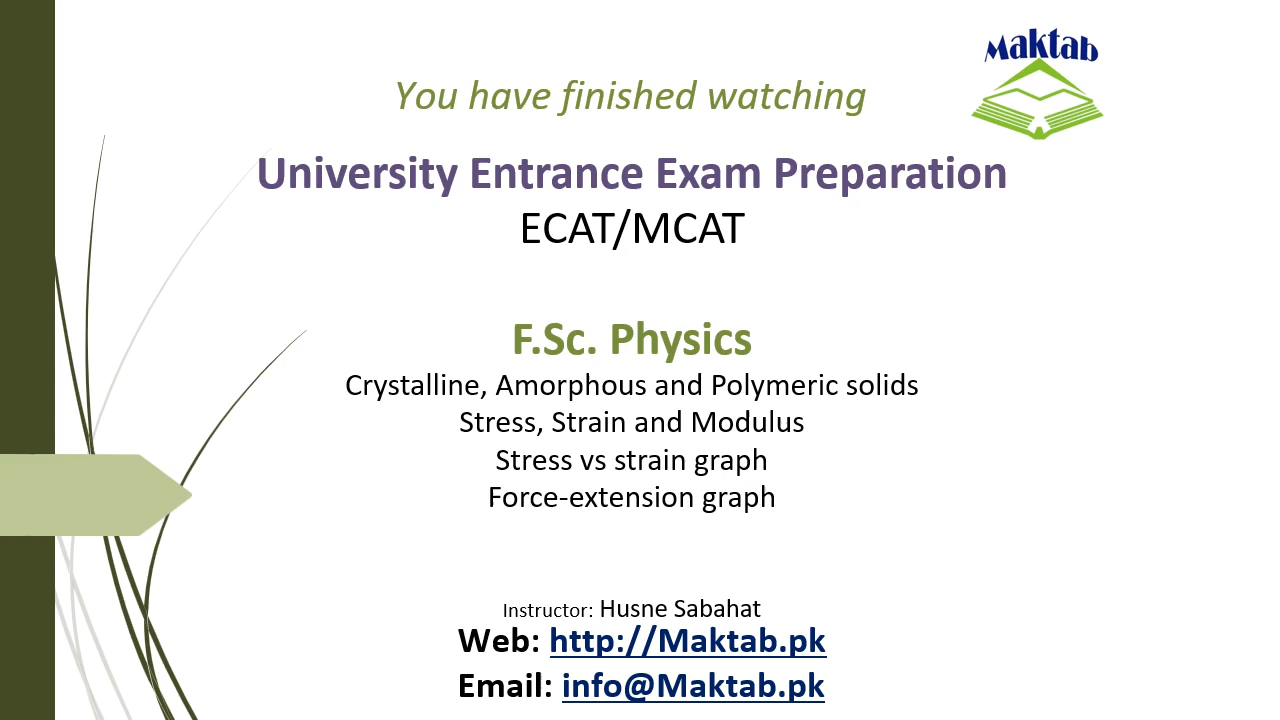 Maktab
You have finished watching
University Entrance Exam Preparation
ECAT/MCAT
F.Sc. Physics
Crystalline, Amorphous and Polymeric solids
Stress, Strain and Modulus
Stress vs strain graph
Force-extension graph
Instructor: Husne Sabahat
Web: http://Maktab.pk
Email: info@Maktab.pk